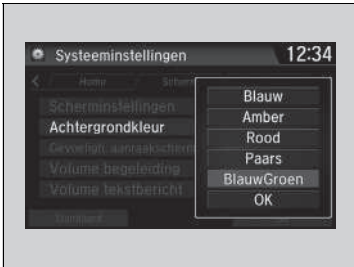 Systeeminstellingen
12:34
Home
Scherminstellingen
Achtergrondkleur
Volume begeleiding
Volume tekstbericht
Standaard
Blauw
Amber
Rood
Paars
BlauwGroen
OK